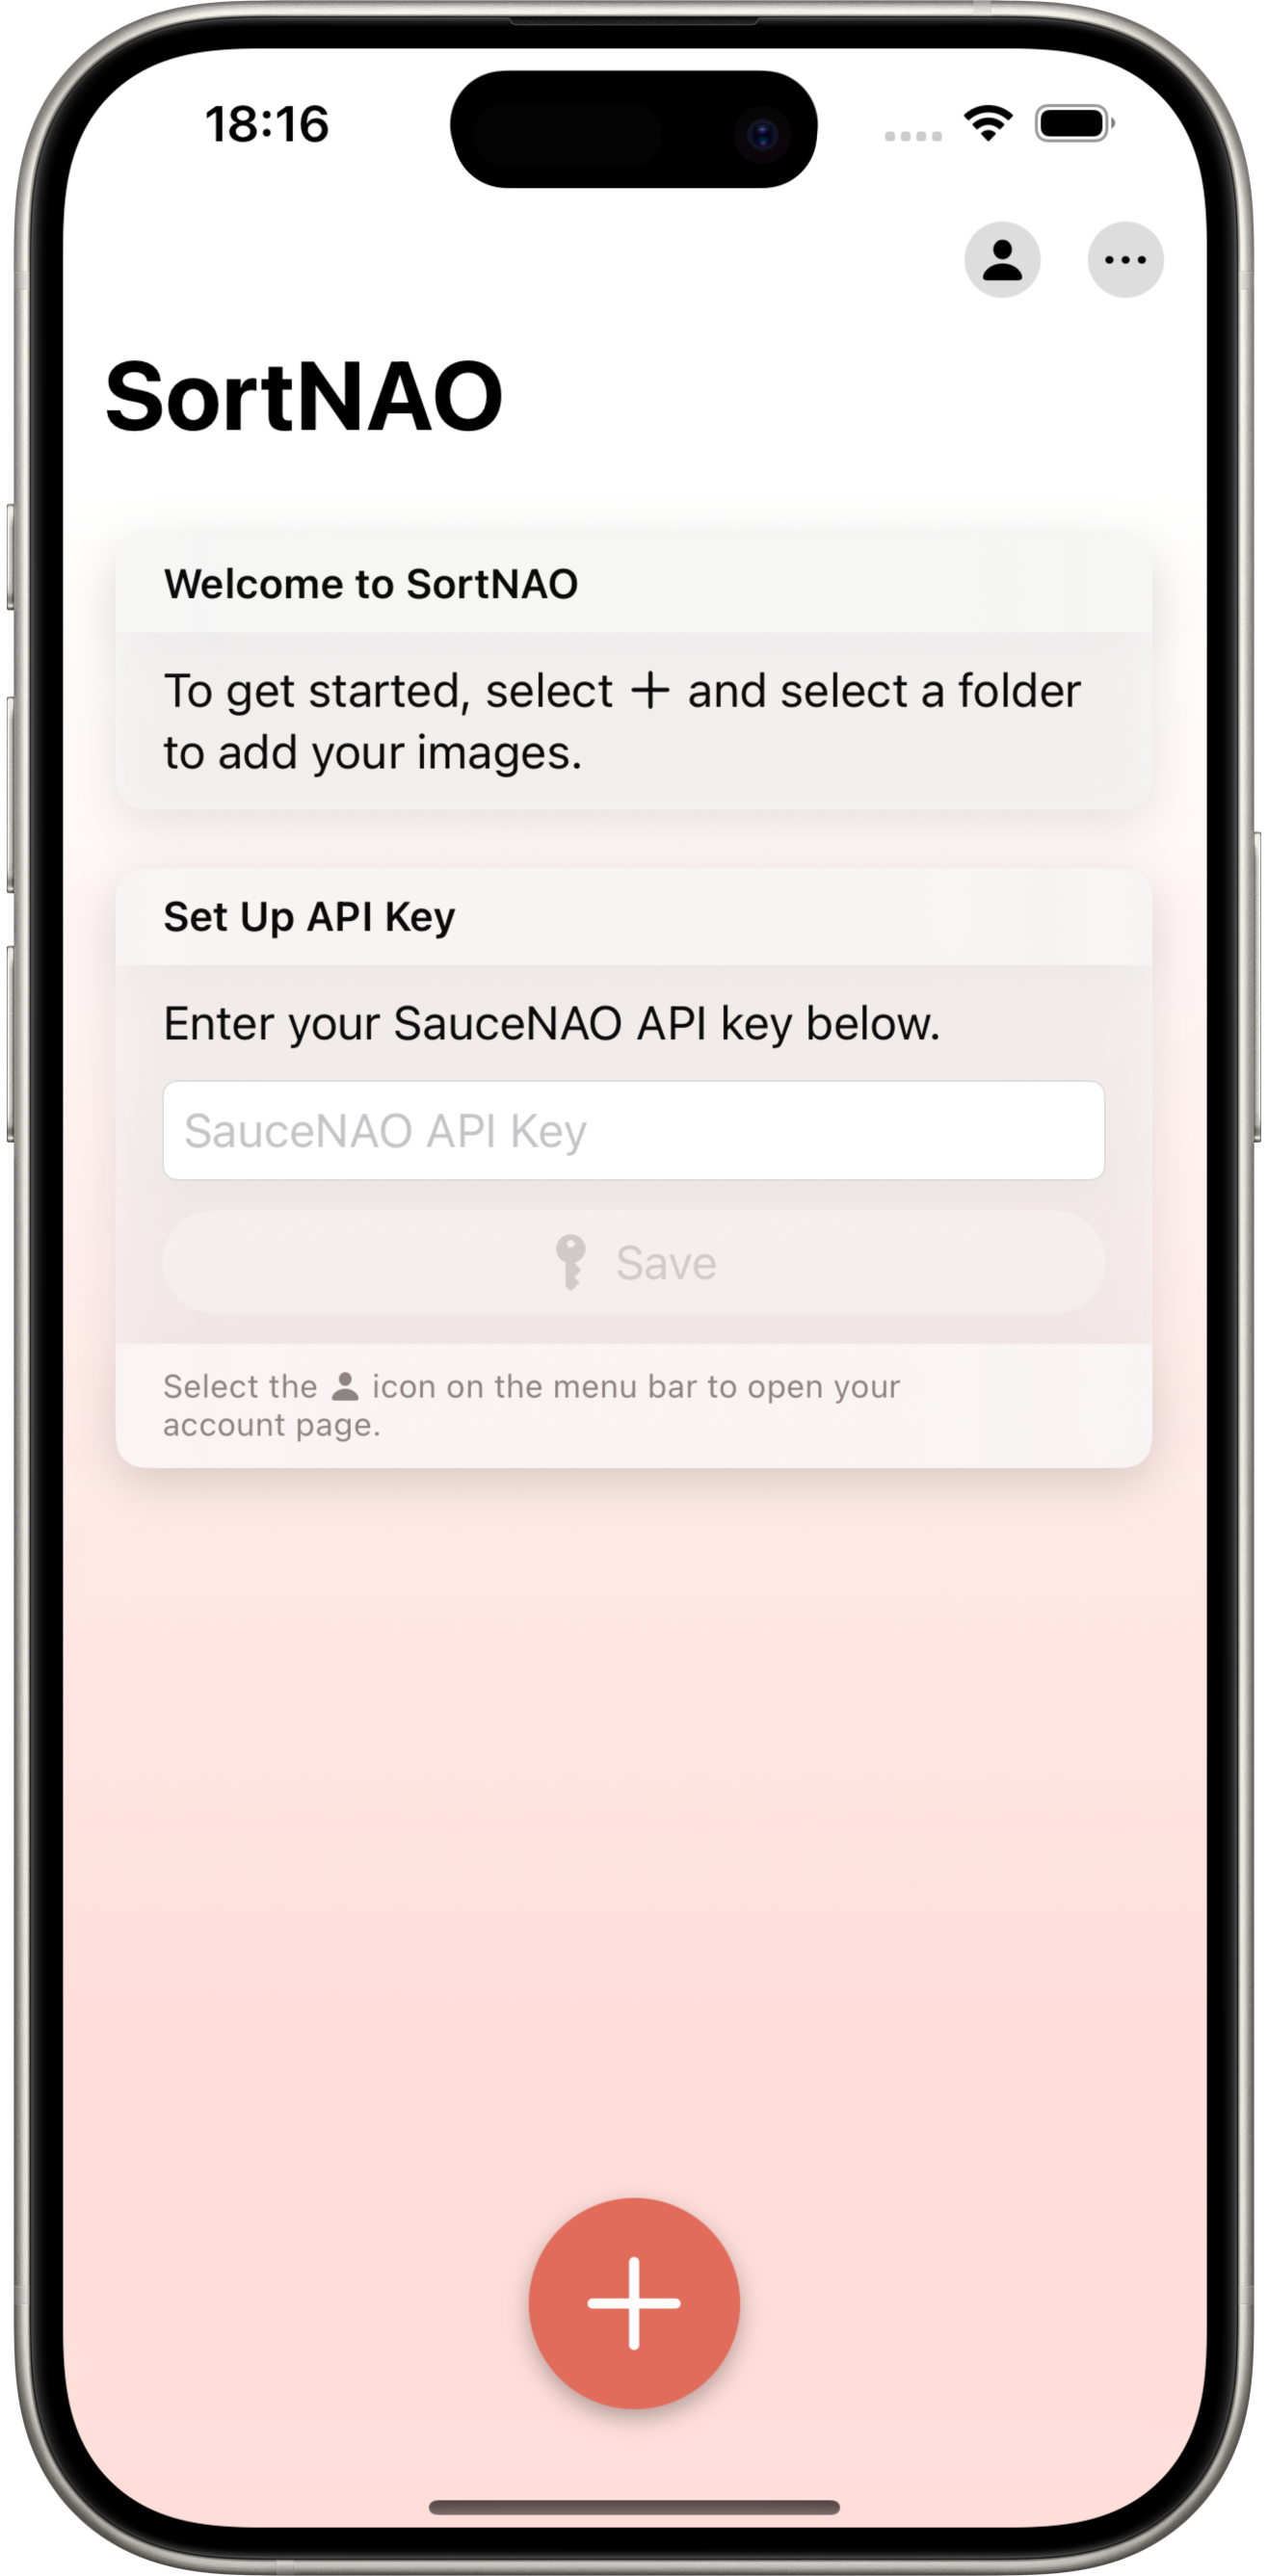 18:16
SortNAO
Welcome to SortNAO
To get started, select + and select a folder
to add your images.
Set Up API Key
Enter your SauceNAO API key below.
SauceNAO API Key
Save
Select the icon on the menu bar to open your
account page.